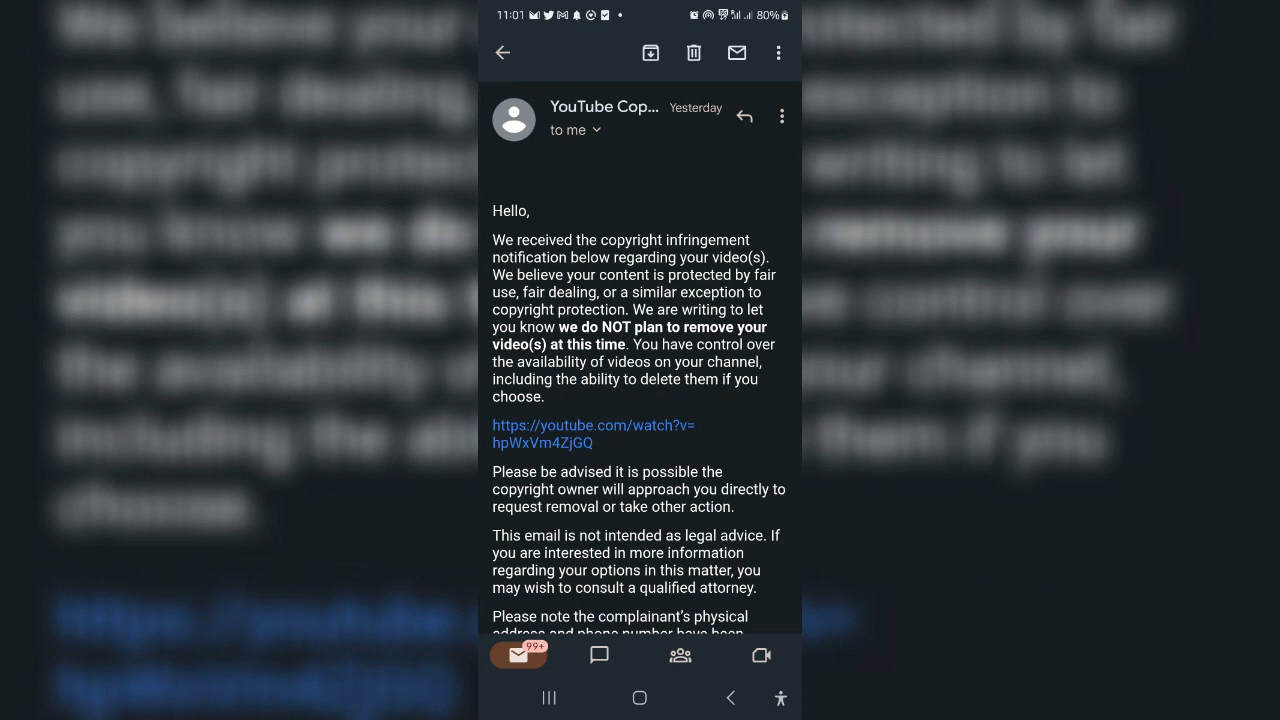 11:01
80%
YouTube Cop... Yesterday
to me
Hello,
We received the copyright infringement
notification below regarding your video(s).
We believe your content is protected by fair
use, fair dealing, or a similar exception to
copyright protection. We are writing to let
you know we do NOT plan to remove your
video(s) at this time. You have control over
the availability of videos on your channel,
including the ability to delete them if you
choose.
https://youtube.com/watch?v=
hpWxVm4ZjGQ
Please be advised it is possible the
copyright owner will approach you directly to
request removal or take other action.
This email is not intended as legal advice. If
you are interested in more information
regarding your options in this matter, you
may wish to consult a qualified attorney.
Please note the complainant's physical
address and phone number have been
99+